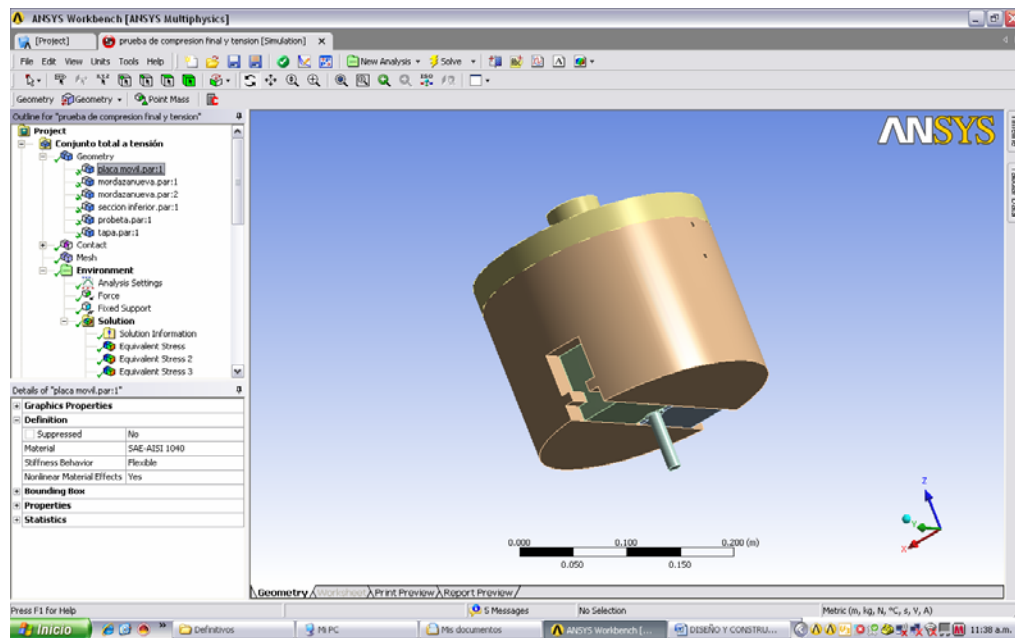 ANSYS Workbench [ANSYS Multiphysics]
[Project] prueba de compresion final y tension [Simulation]
File Edit View Units Tools Help New Analysis Solve
Geometry Geometry Point Mass
Outline for "prueba de compresion final y tension"
Project
Conjunto total a tensión
Geometry
placa movil.par:1
mordazanueva.par:1
mordazanueva.par:2
seccion inferior.par:1
probeta.par:1
tapa.par:1
Contact
Mesh
Environment
Analysis Settings
Force
Fixed Support
Solution
Solution Information
Equivalent Stress
Equivalent Stress 2
Equivalent Stress 3
Details of "placa movil.par:1"
Graphics Properties
Definition
Suppressed No
Material SAE-AISI 1040
Stiffness Behavior Flexible
Nonlinear Material Effects Yes
Bounding Box
Properties
Statistics
ANSYS
Z
Y
X
0.000 0.100 0.200 (m)
0.050 0.150
Geometry Worksheet Print Preview Report Preview
Press F1 for Help 5 Messages No Selection Metric (m, kg, N, ºC, s, V, A)
Inicio Definitivos Mi PC Mis documentos ANSYS Workbench [... DISEÑO Y CONSTRU... 11:38 a.m.